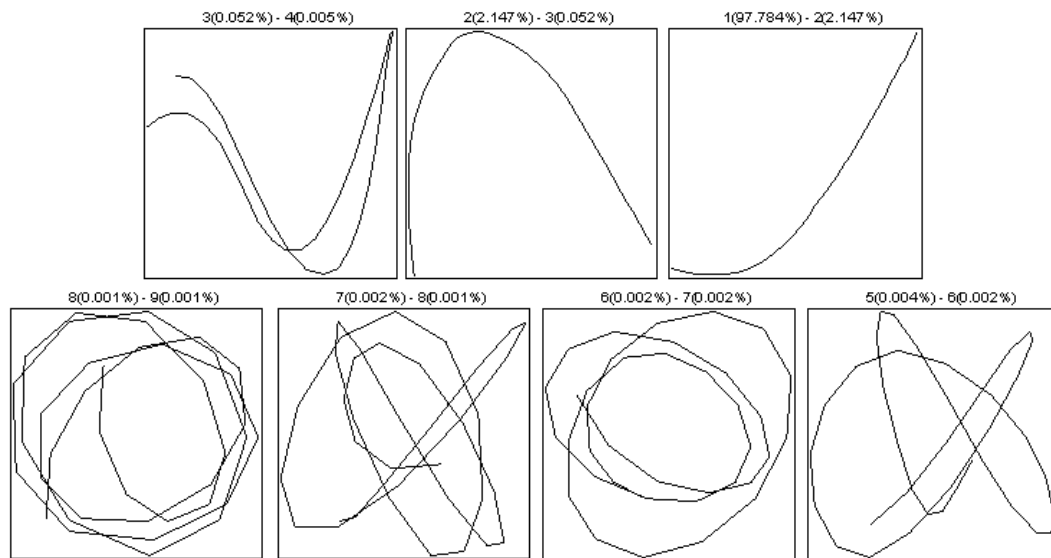 3(0.052%) - 4(0.005%)
2(2.147%) - 3(0.052%)
1(97.784%) - 2(2.147%)
8(0.001%) - 9(0.001%)
7(0.002%) - 8(0.001%)
6(0.002%) - 7(0.002%)
5(0.004%) - 6(0.002%)